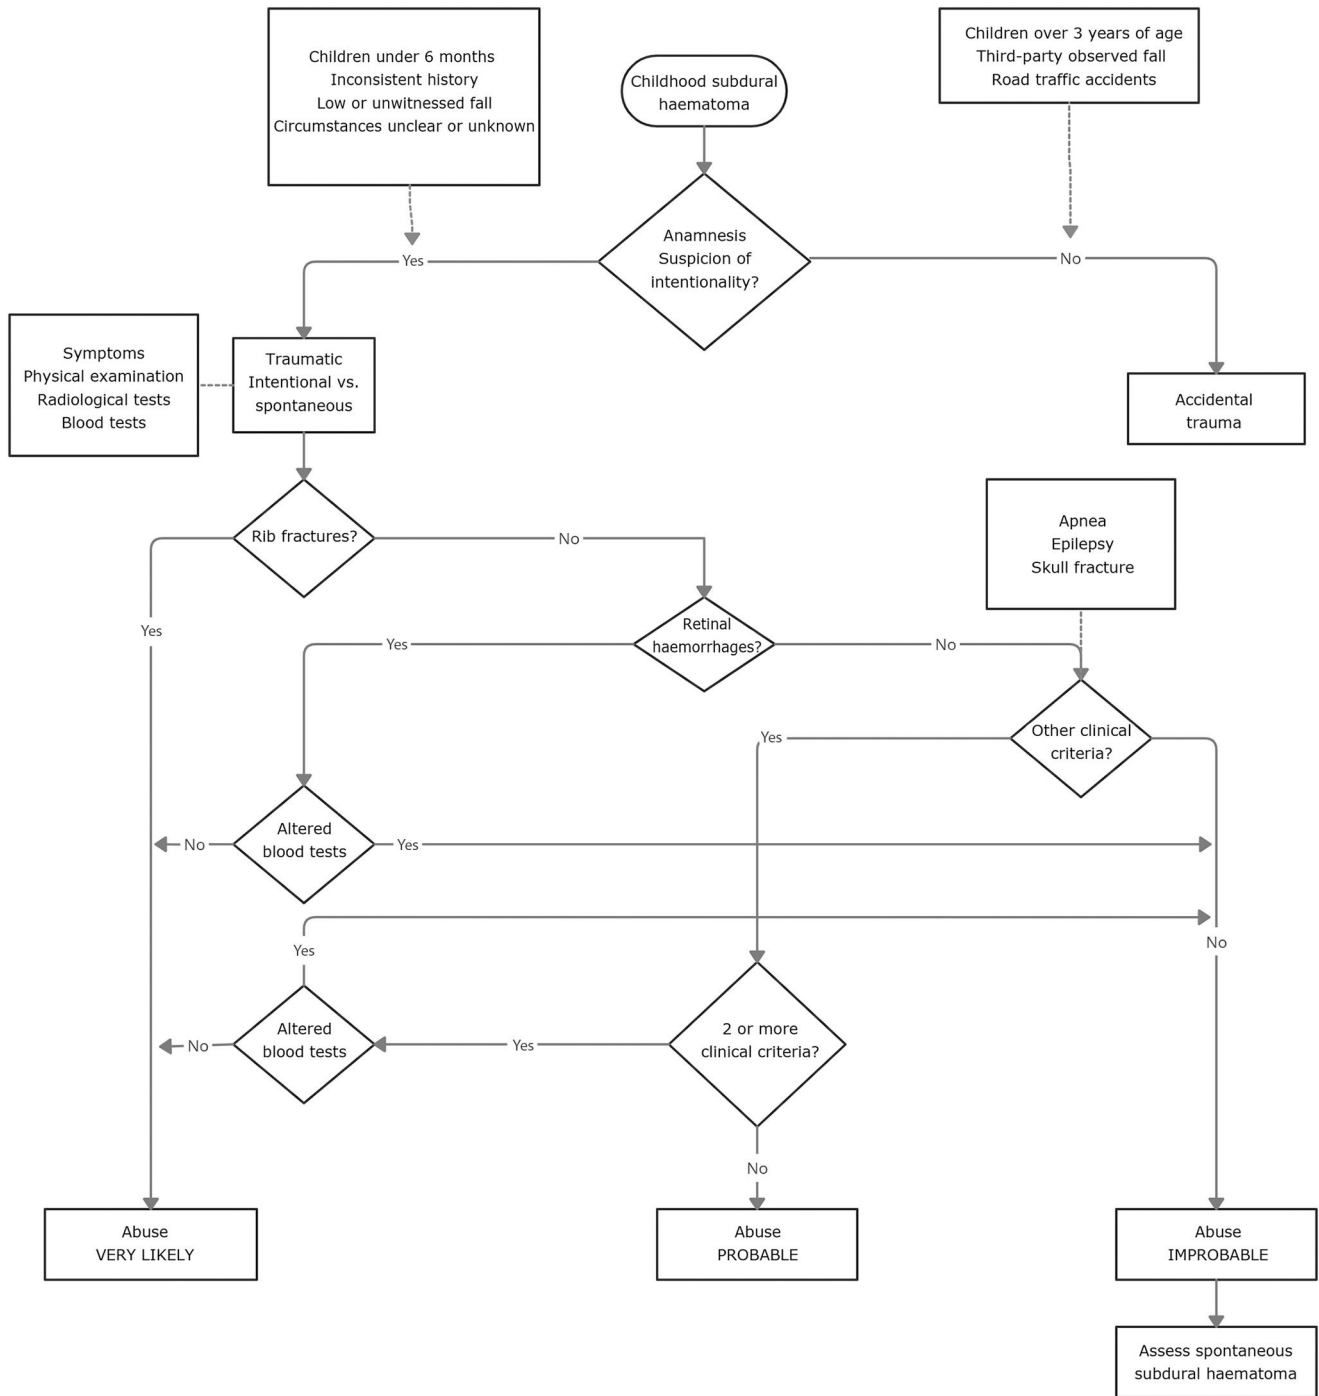 Children under 6 months
Inconsistent history
Low or unwitnessed fall
Circumstances unclear or unknown
Childhood subdural
haematoma
Children over 3 years of age
Third-party observed fall
Road traffic accidents
Anamnesis
Suspicion of
intentionality?
Yes
No
Symptoms
Physical examination
Radiological tests
Blood tests
Traumatic
Intentional vs.
spontaneous
Accidental
trauma
Rib fractures?
No
Yes
Apnea
Epilepsy
Skull fracture
Retinal
haemorrhages?
Yes
No
Other clinical
criteria?
Yes
No
Altered
blood tests
No
Yes
Altered
blood tests
Yes
No
2 or more
clinical criteria?
Yes
No
Abuse
VERY LIKELY
Abuse
PROBABLE
Abuse
IMPROBABLE
Assess spontaneous
subdural haematoma